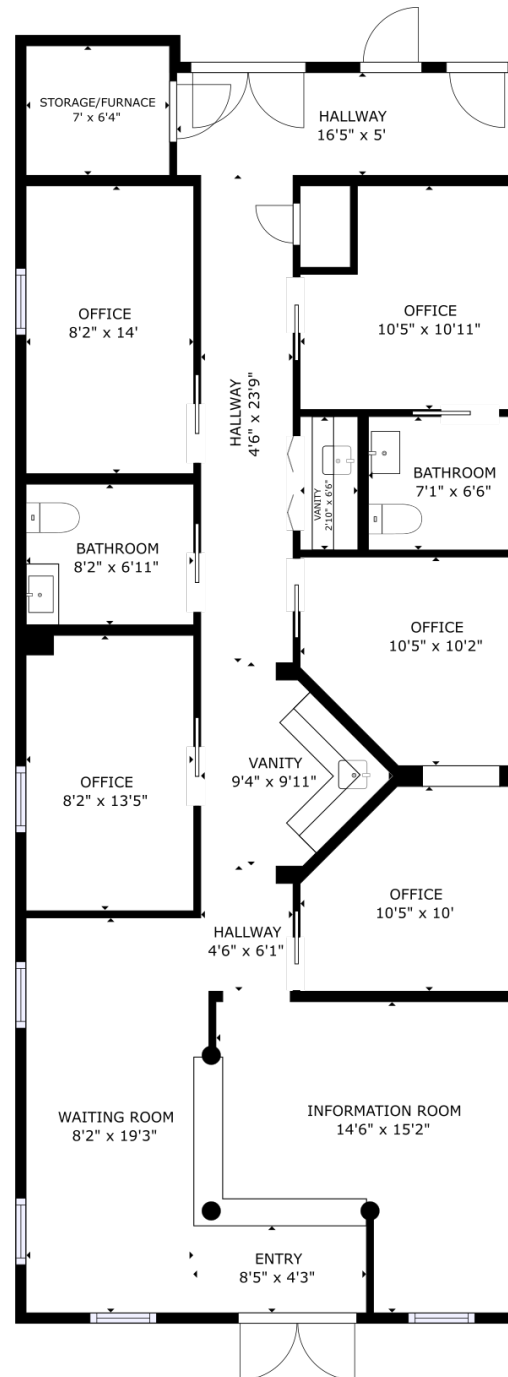 STORAGE/FURNACE
7' x 6'4"
HALLWAY
16'5" x 5'
OFFICE
8'2" x 14'
OFFICE
10'5" x 10'11"
HALLWAY
4'6" x 23'9"
VANITY
2'10" x 6'6"
BATHROOM
7'1" x 6'6"
BATHROOM
8'2" x 6'11"
OFFICE
10'5" x 10'2"
VANITY
9'4" x 9'11"
OFFICE
8'2" x 13'5"
OFFICE
10'5" x 10'
HALLWAY
4'6" x 6'1"
WAITING ROOM
8'2" x 19'3"
INFORMATION ROOM
14'6" x 15'2"
ENTRY
8'5" x 4'3"